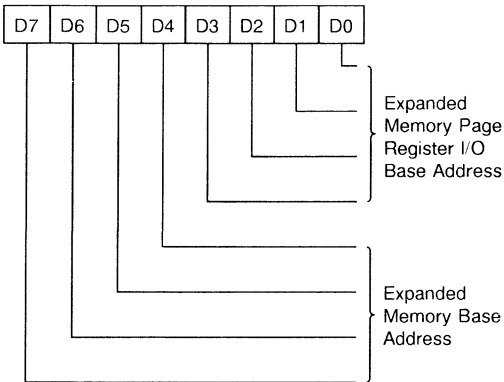 D7 D6 D5 D4 D3 D2 D1 D0
Expanded
Memory Page
Register I/O
Base Address
Expanded
Memory Base
Address